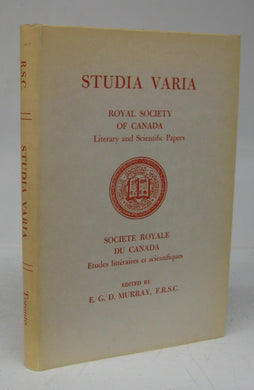 R.S.C.
STUDIA VARIA
Toronto
STUDIA VARIA
ROYAL SOCIETY
OF CANADA
Literary and Scientific Papers
SOCIETE ROYALE
DU CANADA
Etudes littéraires et scientifiques
EDITED BY
E. G. D. MURRAY, F.R.S.C.